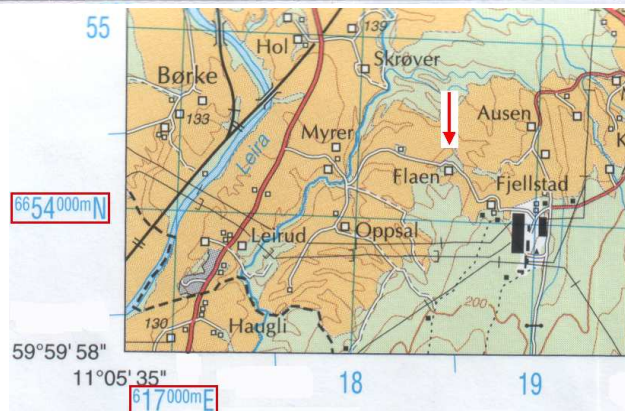 55
139
Hol
Skrøver
Børke
133
Ausen
Leira
Myrer
Flaen
Fjellstad
6654000mN
Leirud
Oppsal
200
130
Haugli
59°59' 58"
11°05' 35"
18
19
617000mE